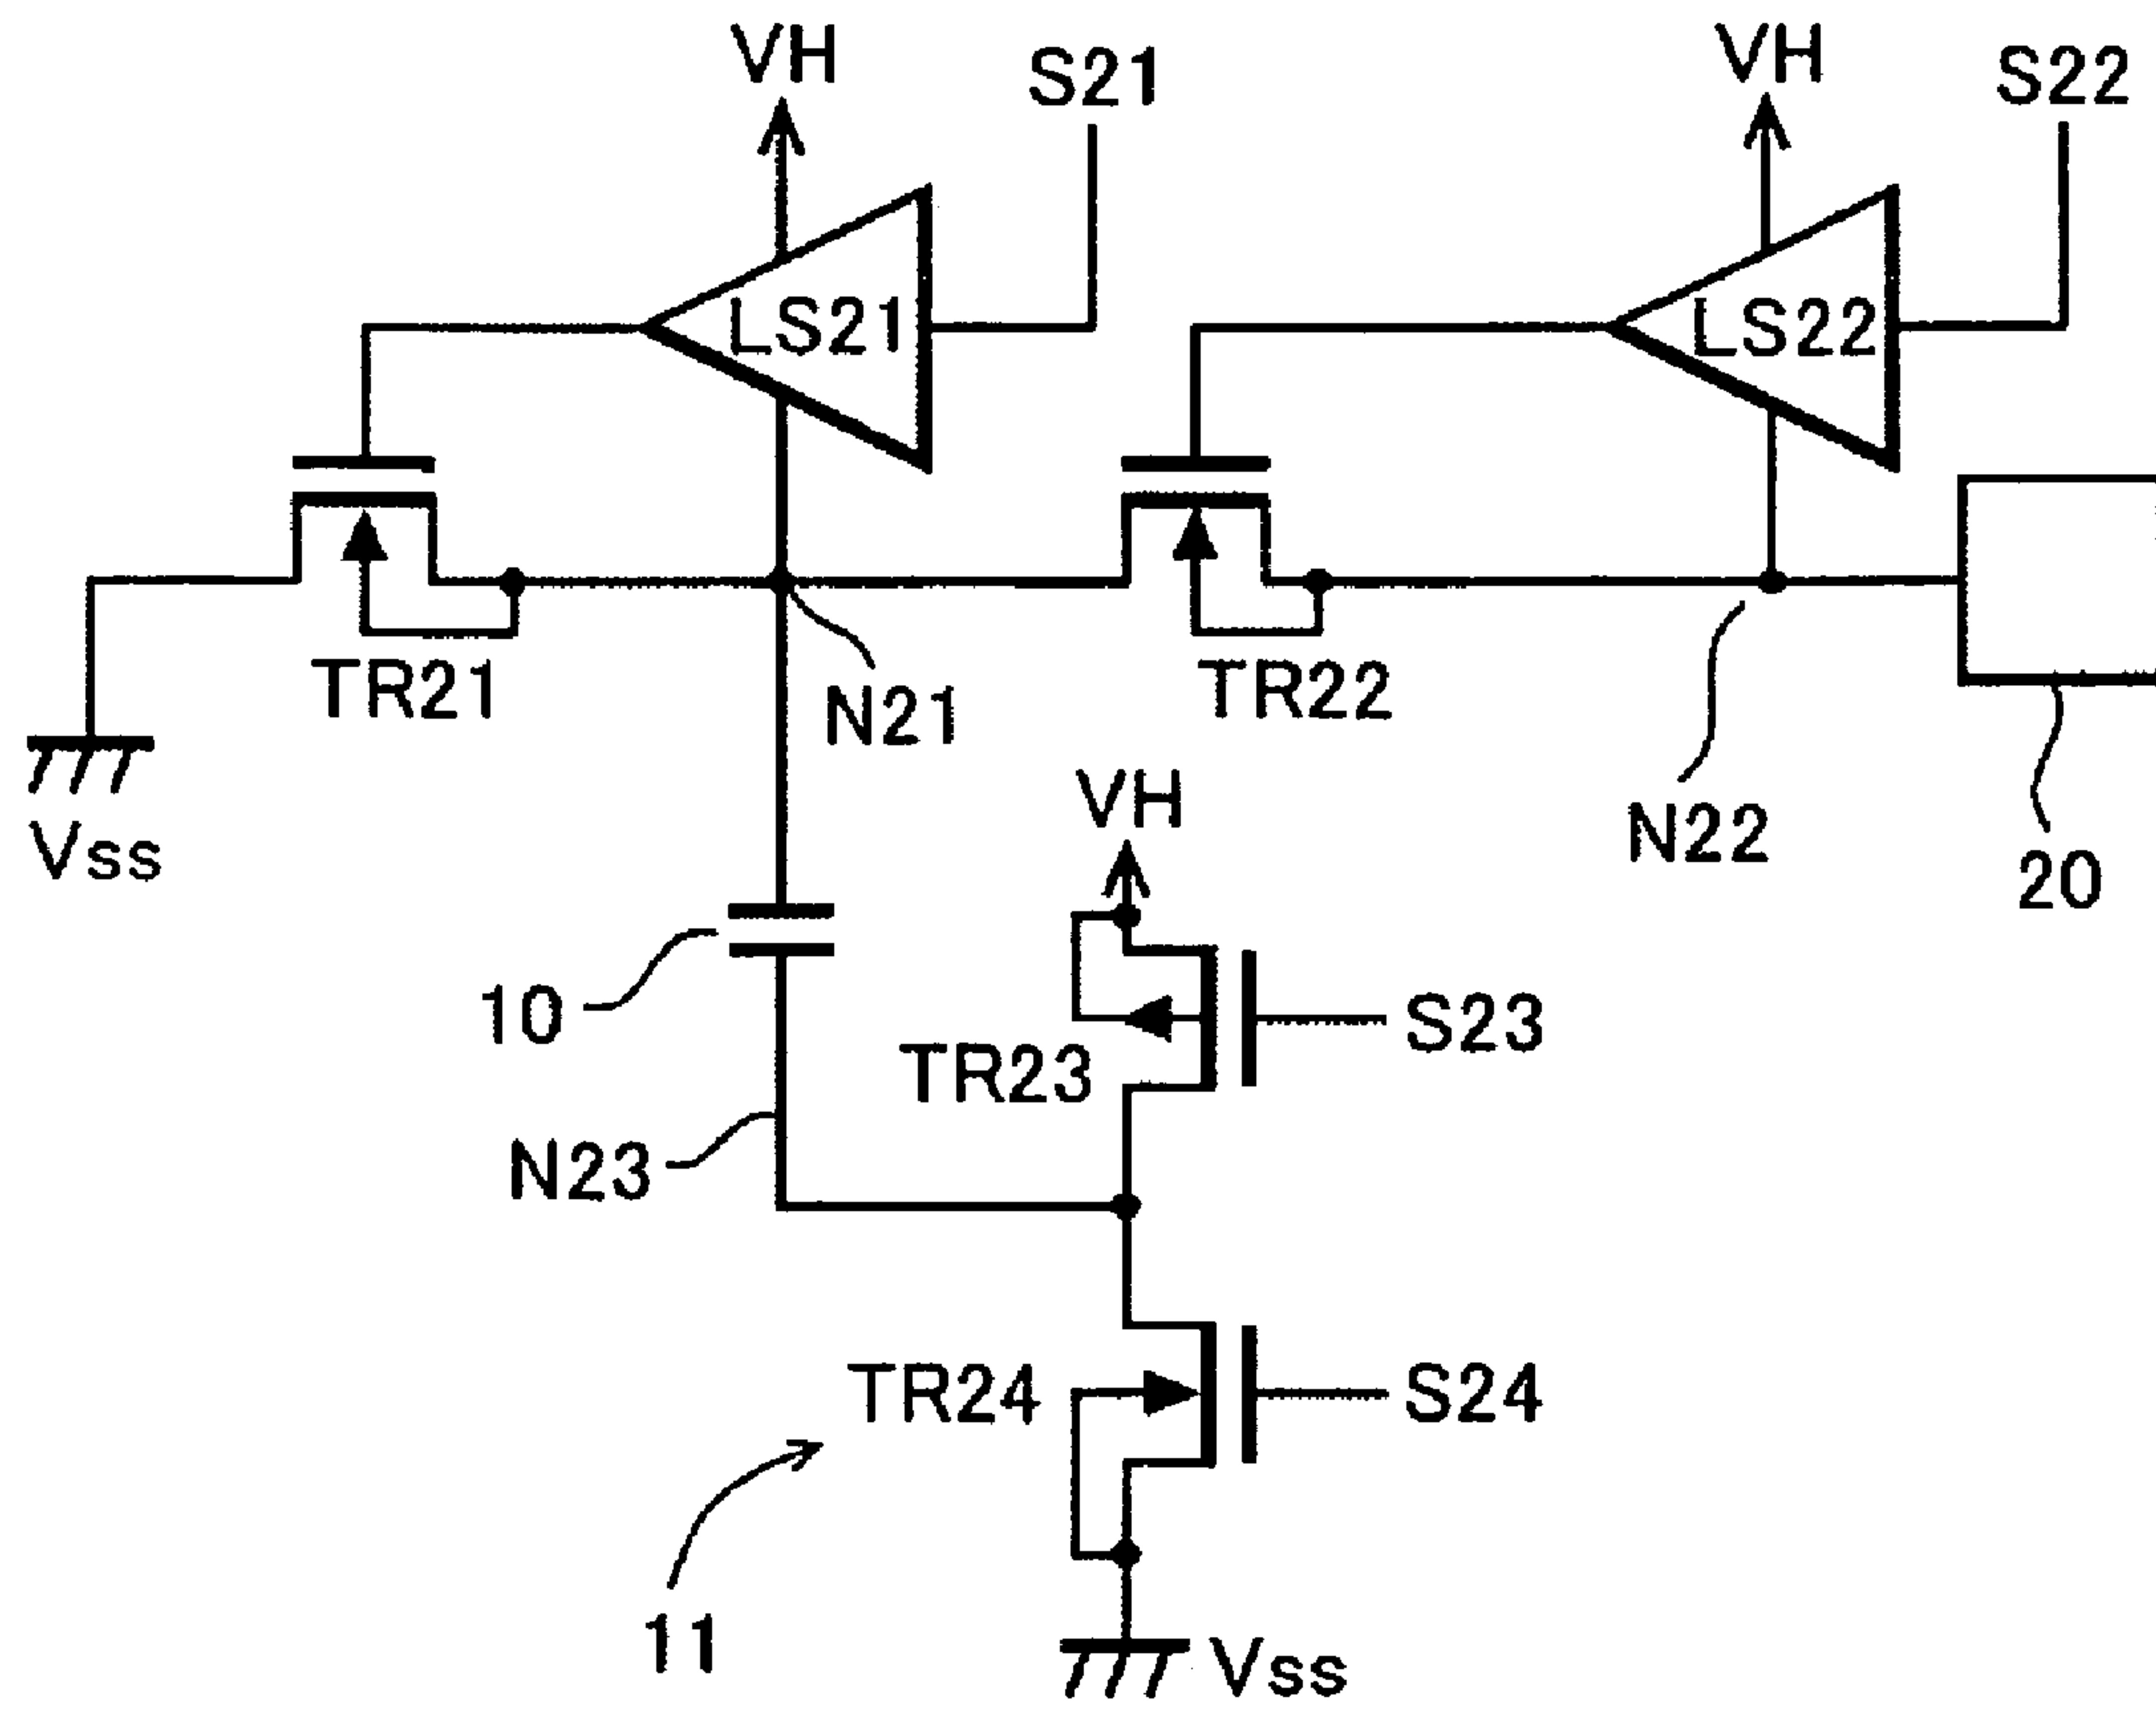 VH
S21
VH
S22
LS21
LS22
TR21
N21
TR22
Vss
VH
N22
20
10
S23
TR23
N23
TR24
S24
11
Vss